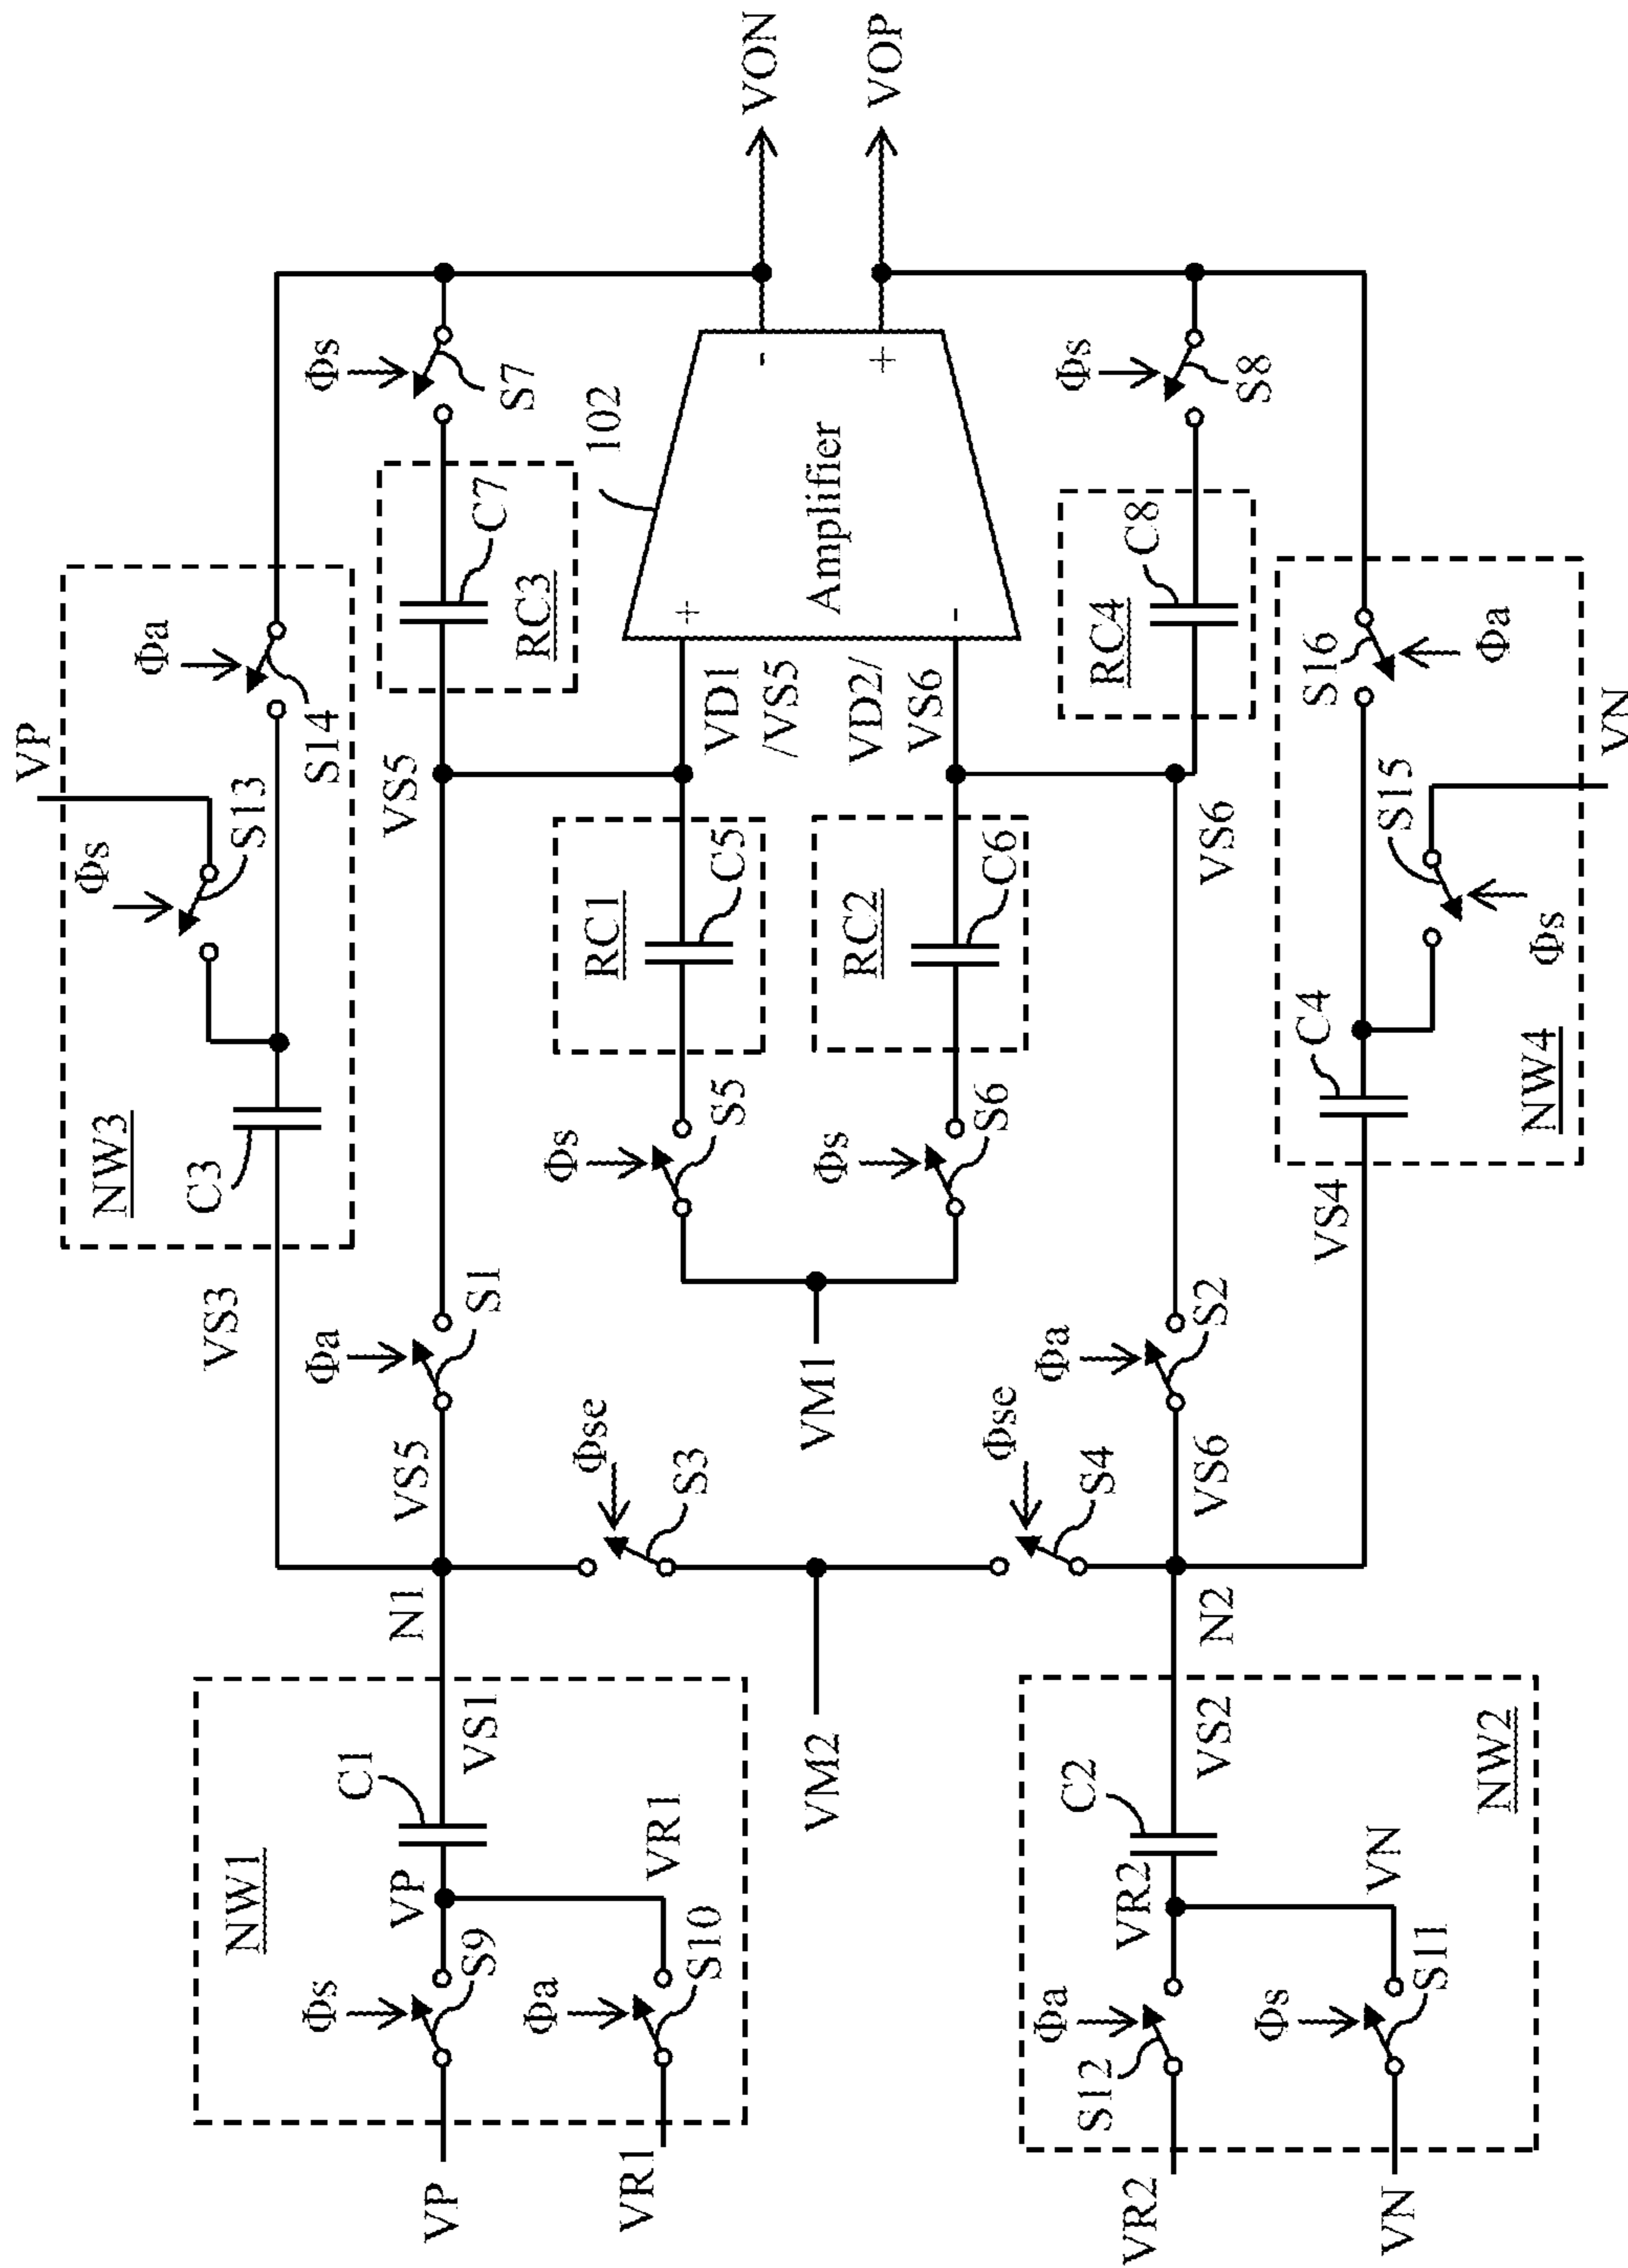 VP
VP
VR1
VR1
NW1
C1
VS1
Φs
S9
Φa
S10
VR2
VN
VR2
VN
NW2
C2
VS2
Φa
S12
Φs
S11
N1
N2
VM2
VS5
VS6
Φse
S3
Φse
S4
VS3
VS4
Φa
S1
Φa
S2
VM1
NW3
C3
Φs
S13
VP
Φa
S14
VS5
Φs
S5
Φs
S6
RC1
C5
RC2
C6
VD1
/VS5
VD2/
VS6
VS6
RC3
C7
Φs
S7
102
Amplifier
+
-
-
+
RC4
C8
Φs
S8
NW4
C4
Φs
S15
VN
S16
Φa
VON
VOP